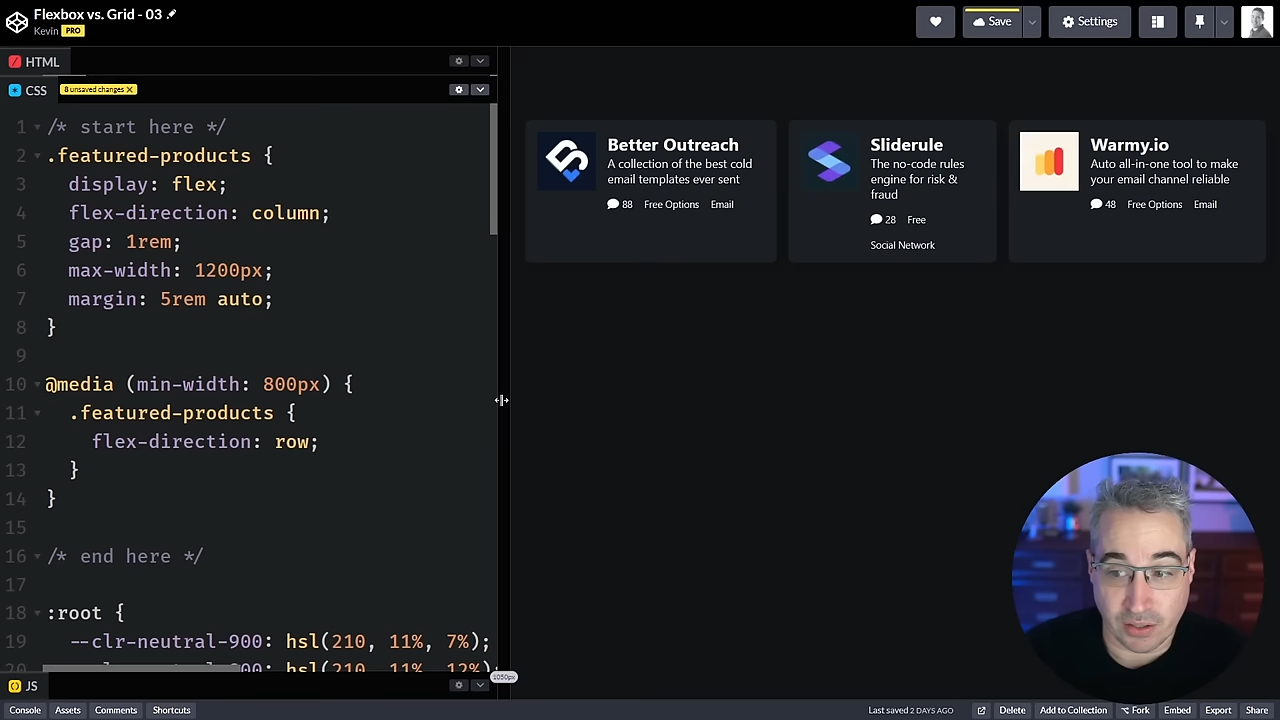 Flexbox vs. Grid - 03
Kevin PRO
Save
Settings
HTML
CSS
8 unsaved changes X
1 /* start here */
2 .featured-products {
3 display: flex;
4 flex-direction: column;
5 gap: 1rem;
6 max-width: 1200px;
7 margin: 5rem auto;
8 }
9
10 @media (min-width: 800px) {
11 .featured-products {
12 flex-direction: row;
13 }
14 }
15
16 /* end here */
17
18 :root {
19 --clr-neutral-900: hsl(210, 11%, 7%);
JS
1050px
Better Outreach
A collection of the best cold
email templates ever sent
88 Free Options Email
Sliderule
The no-code rules
engine for risk &
fraud
28 Free
Social Network
Warmy.io
Auto all-in-one tool to make
your email channel reliable
48 Free Options Email
Console Assets Comments Shortcuts
Last saved 2 DAYS AGO Delete Add to Collection Fork Embed Export Share